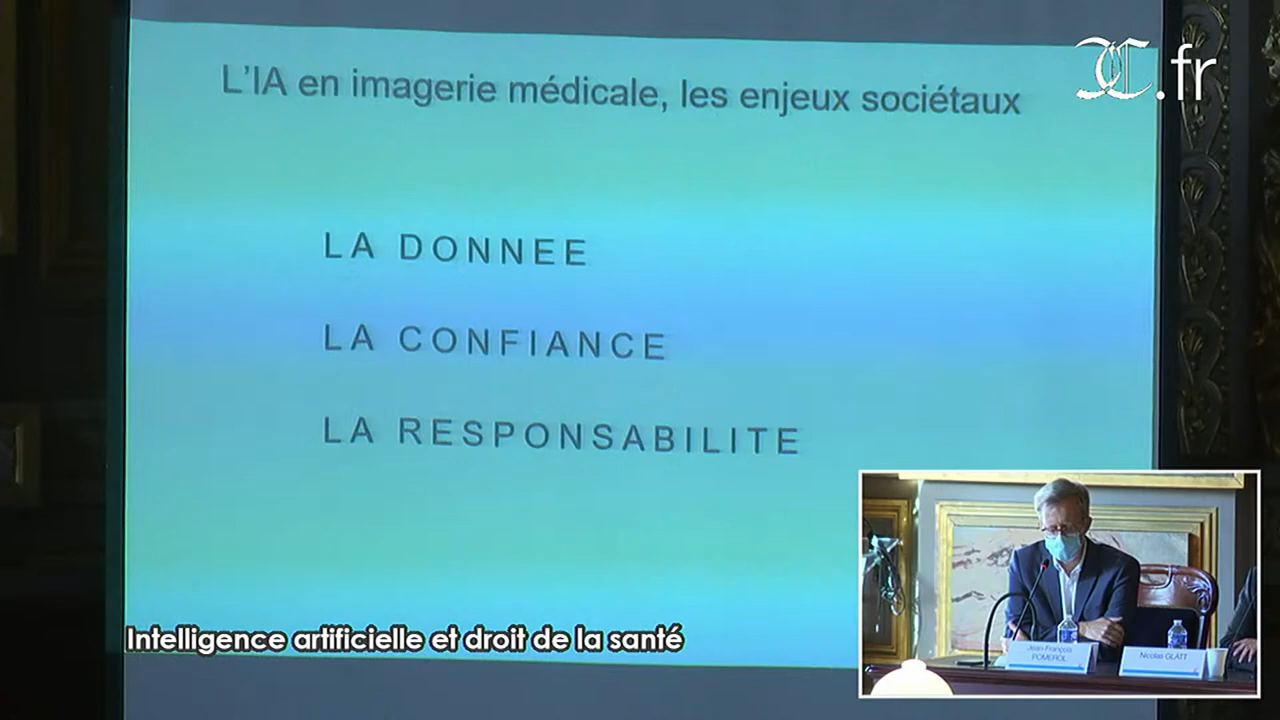 L'IA en imagerie médicale, les enjeux sociétaux
LA DONNEE
LA CONFIANCE
LA RESPONSABILITE
Intelligence artificielle et droit de la santé
.fr
Jean-François
POMEROL
Nicolas GLATT